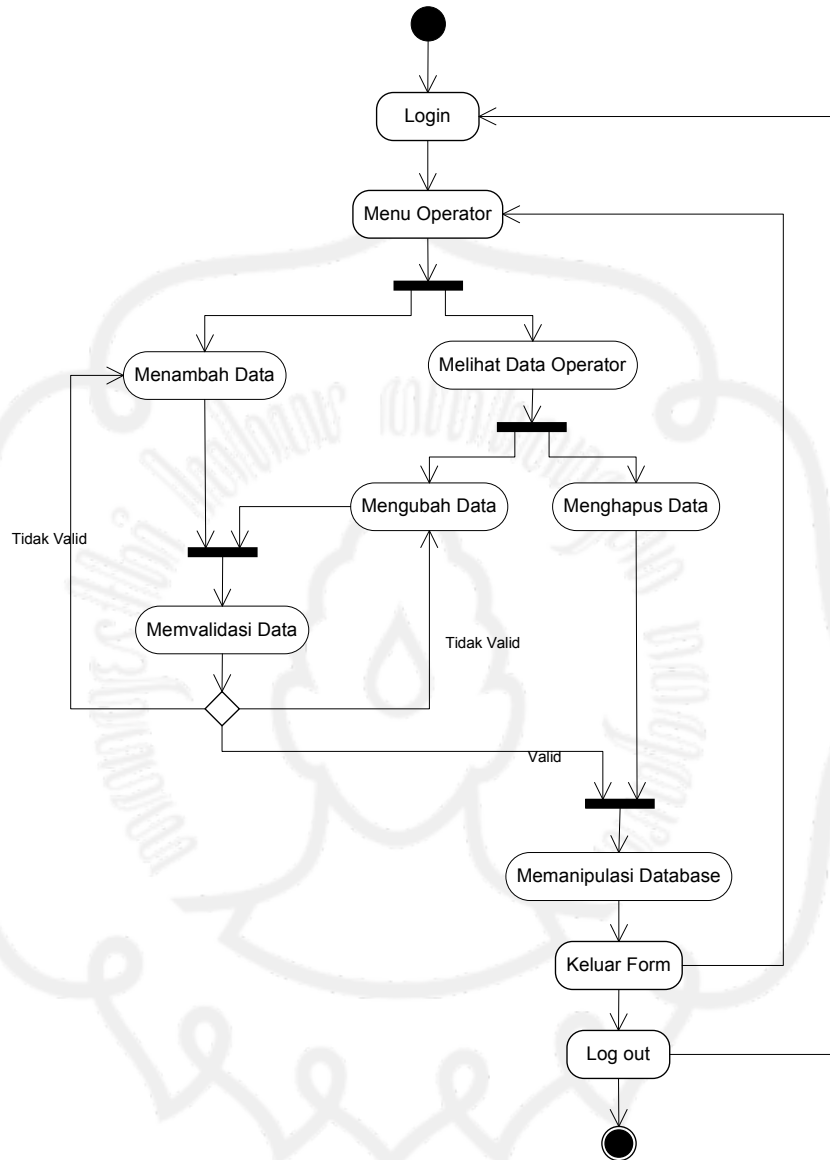 Login
Menu Operator
Menambah Data
Melihat Data Operator
Mengubah Data
Menghapus Data
Tidak Valid
Memvalidasi Data
Tidak Valid
Valid
Memanipulasi Database
Keluar Form
Log out